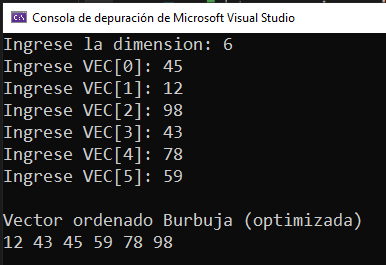 Consola de depuración de Microsoft Visual Studio
Ingrese la dimension: 6
Ingrese VEC[0]: 45
Ingrese VEC[1]: 12
Ingrese VEC[2]: 98
Ingrese VEC[3]: 43
Ingrese VEC[4]: 78
Ingrese VEC[5]: 59
Vector ordenado Burbuja (optimizada)
12 43 45 59 78 98